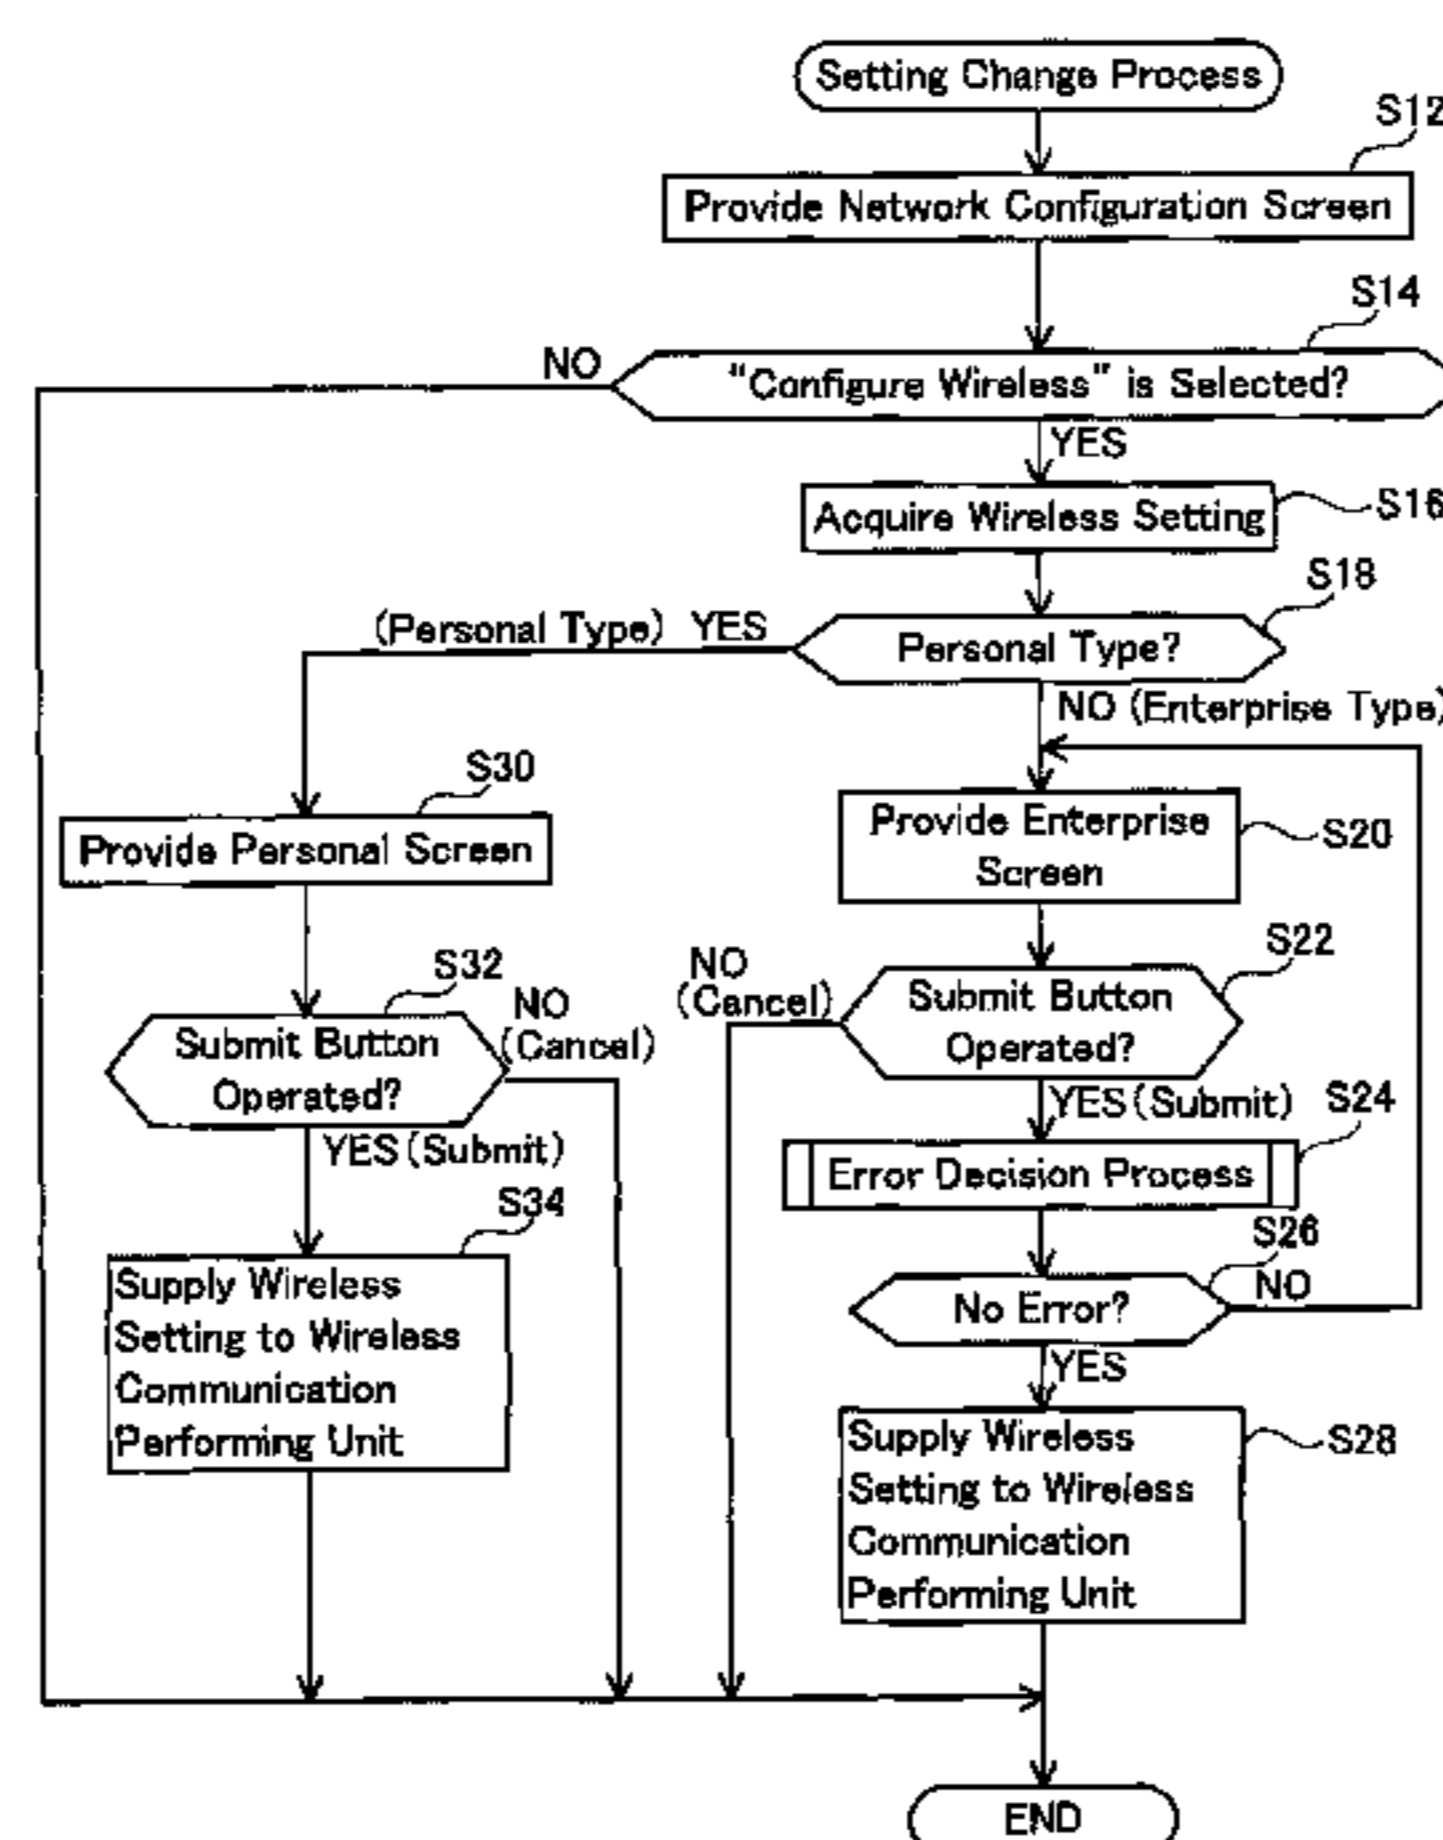 Setting Change Process
S12
Provide Network Configuration Screen
S14
NO
"Configure Wireless" is Selected?
YES
Acquire Wireless Setting
S16
S18
(Personal Type) YES
Personal Type?
NO (Enterprise Type)
S30
Provide Personal Screen
Provide Enterprise
Screen
S20
S32
NO
(Cancel)
Submit Button
Operated?
YES (Submit)
S34
Supply Wireless
Setting to Wireless
Communication
Performing Unit
S22
NO
(Cancel)
Submit Button
Operated?
YES (Submit)
S24
Error Decision Process
S26
No Error?
NO
YES
Supply Wireless
Setting to Wireless
Communication
Performing Unit
S28
END